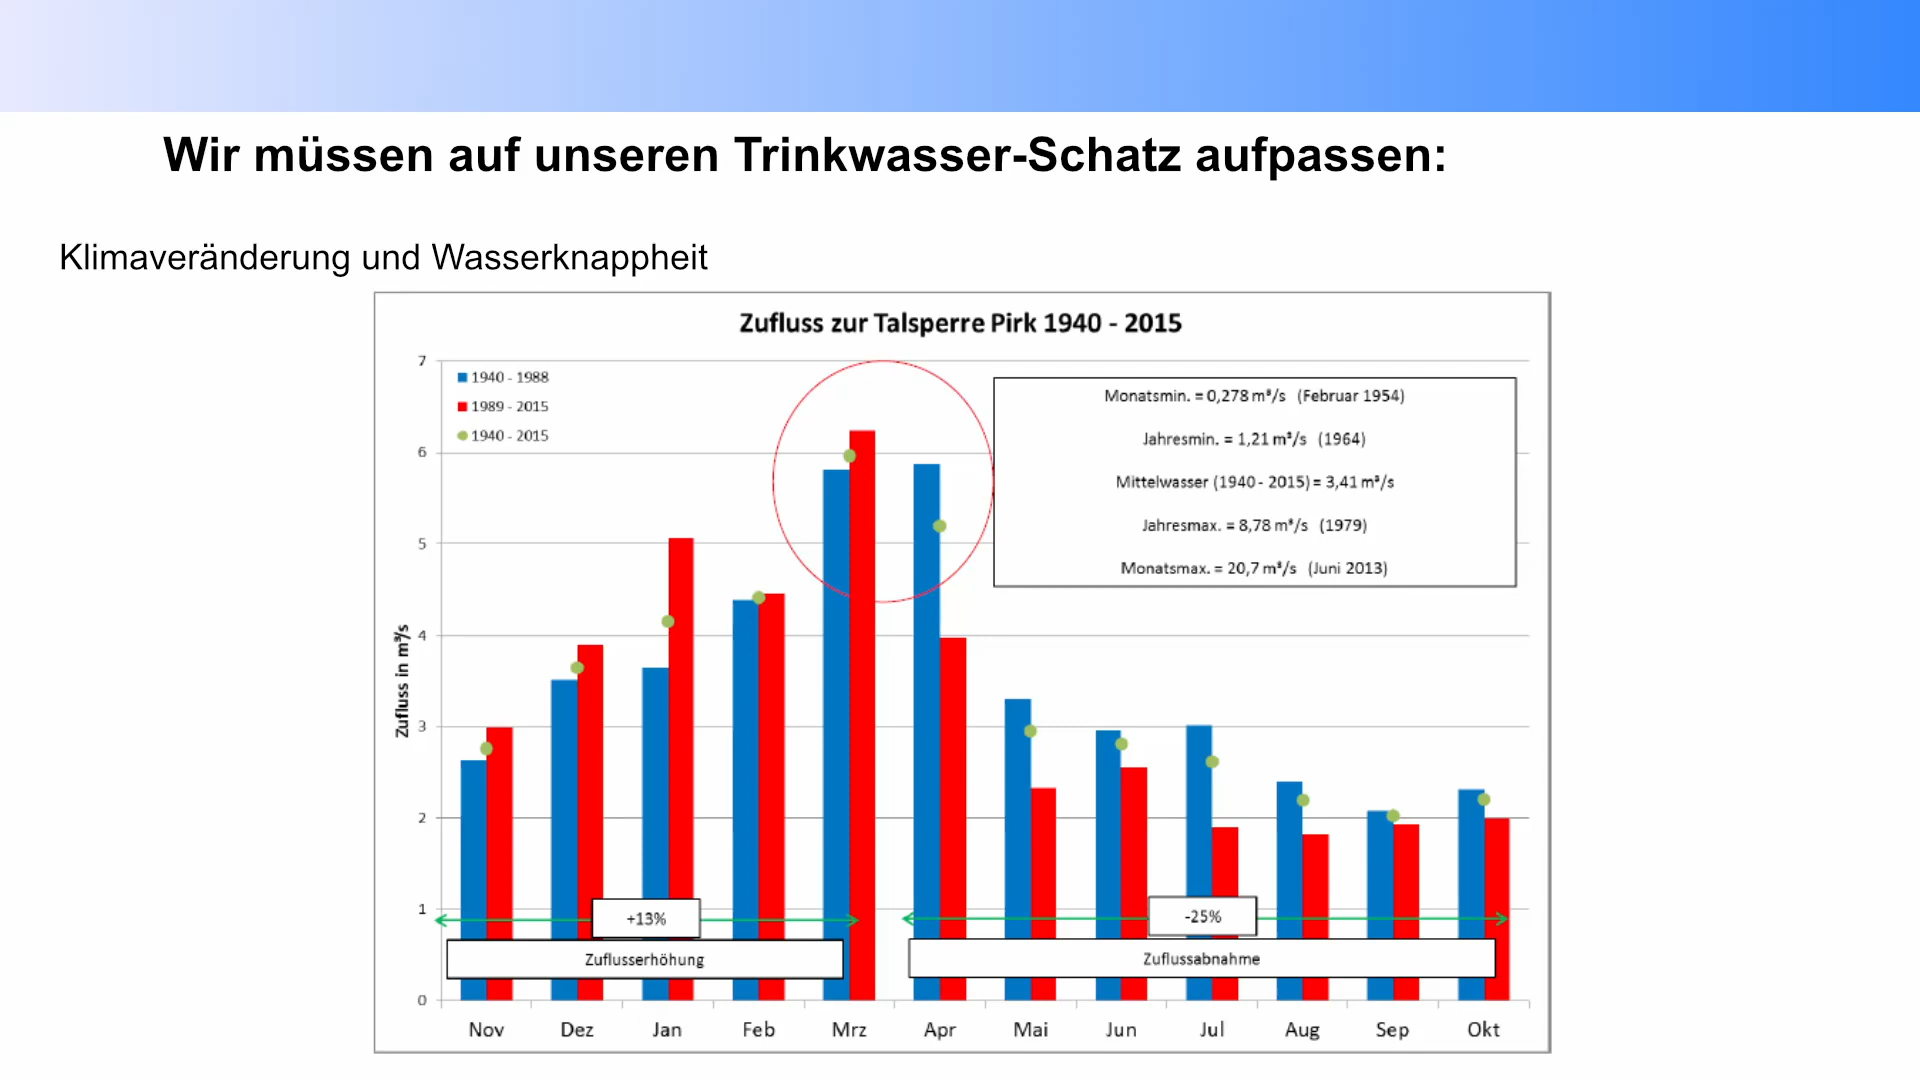 Wir müssen auf unseren Trinkwasser-Schatz aufpassen:
Klimaveränderung und Wasserknappheit
Zufluss zur Talsperre Pirk 1940 - 2015
7
6
5
4
3
2
1
0
Zufluss in m³/s
1940 - 1988
1989 - 2015
1940 - 2015
Monatsmin. = 0,278 m³/s (Februar 1954)
Jahresmin. = 1,21 m³/s (1964)
Mittelwasser (1940 - 2015) = 3,41 m³/s
Jahresmax. = 8,78 m³/s (1979)
Monatsmax. = 20,7 m³/s (Juni 2013)
+13%
-25%
Zuflusserhöhung
Zuflussabnahme
Nov Dez Jan Feb Mrz Apr Mai Jun Jul Aug Sep Okt